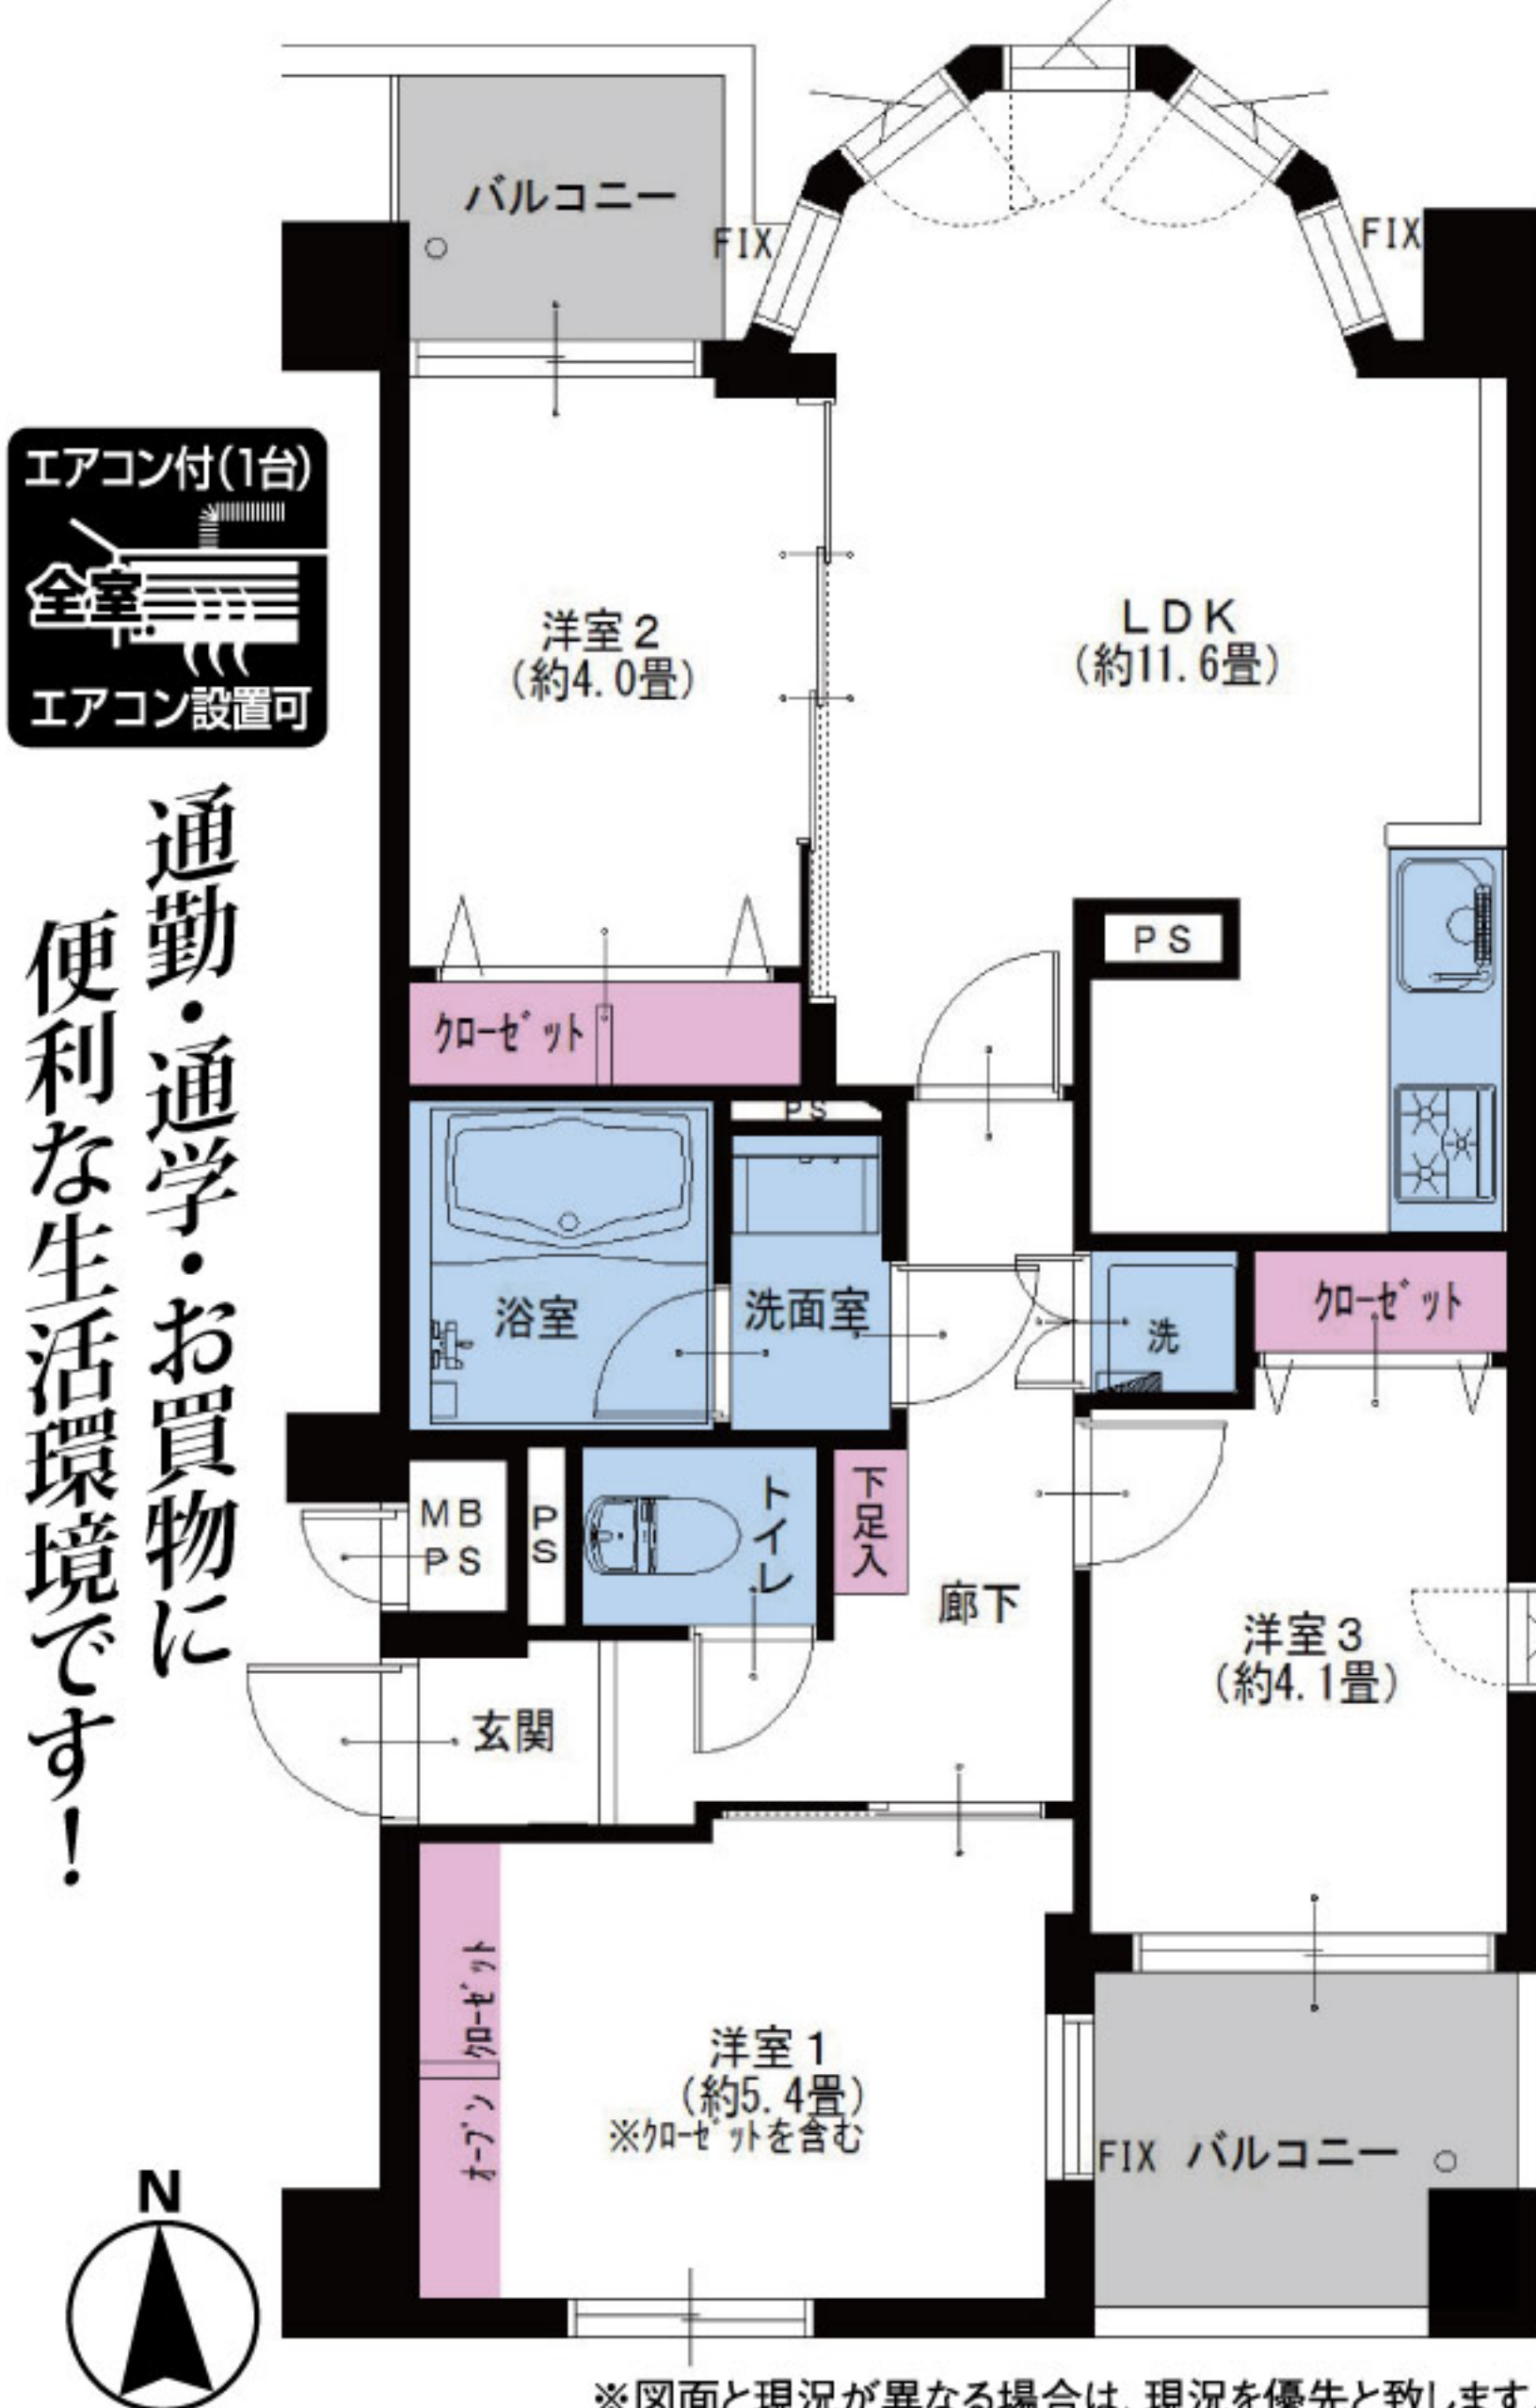 バルコニー
FIX
FIX
エアコン付(1台)
全室
エアコン設置可
洋室2
(約4.0畳)
LDK
(約11.6畳)
通勤・通学・お買物に
便利な生活環境です!
PS
クローゼット
PS
浴室
洗面室
洗
クローゼット
MB
PS
PS
トイレ
下足入
廊下
洋室3
(約4.1畳)
玄関
オープン クローゼット
洋室1
(約5.4畳)
※クローゼットを含む
FIX バルコニー
N
※図面と現況が異なる場合は、現況を優先と致します